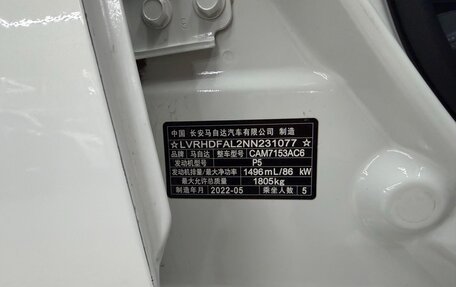 中国 长安马自达汽车有限公司 制造
☆LVRHDFAL2NN231077☆
品牌 马自达 整车型号 CAM7153AC6
发动机型号 P5
发动机排量/最大净功率 1496mL/86 kW
最大允许总质量 1805kg
制造年月 2022-05 乘坐人数 5